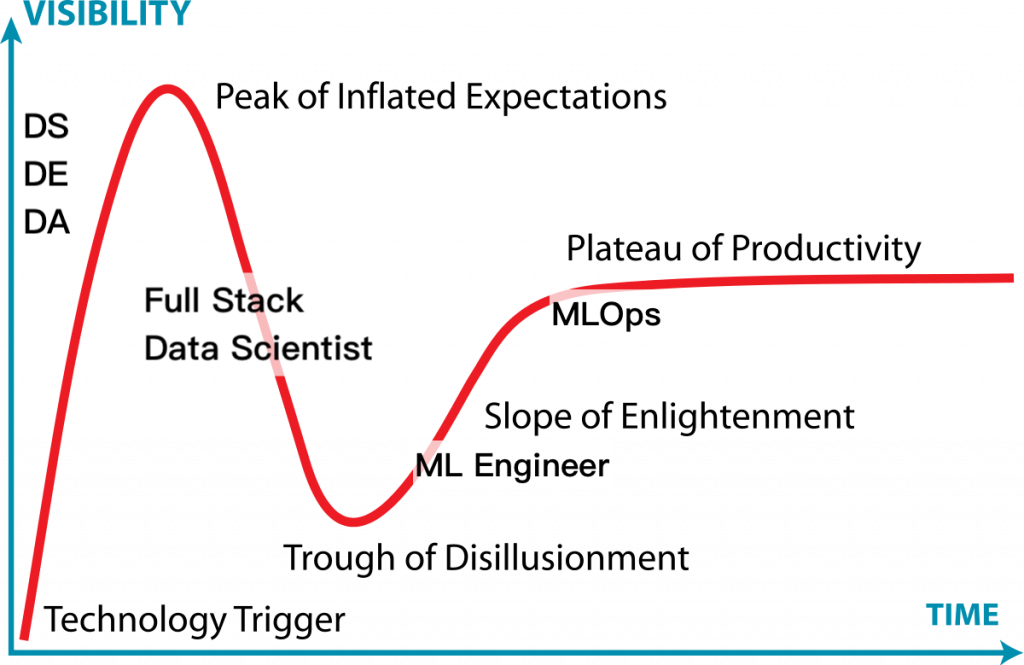 VISIBILITY
Peak of Inflated Expectations
DS
DE
DA
Plateau of Productivity
Full Stack
Data Scientist
MLOps
Slope of Enlightenment
ML Engineer
Trough of Disillusionment
Technology Trigger
TIME